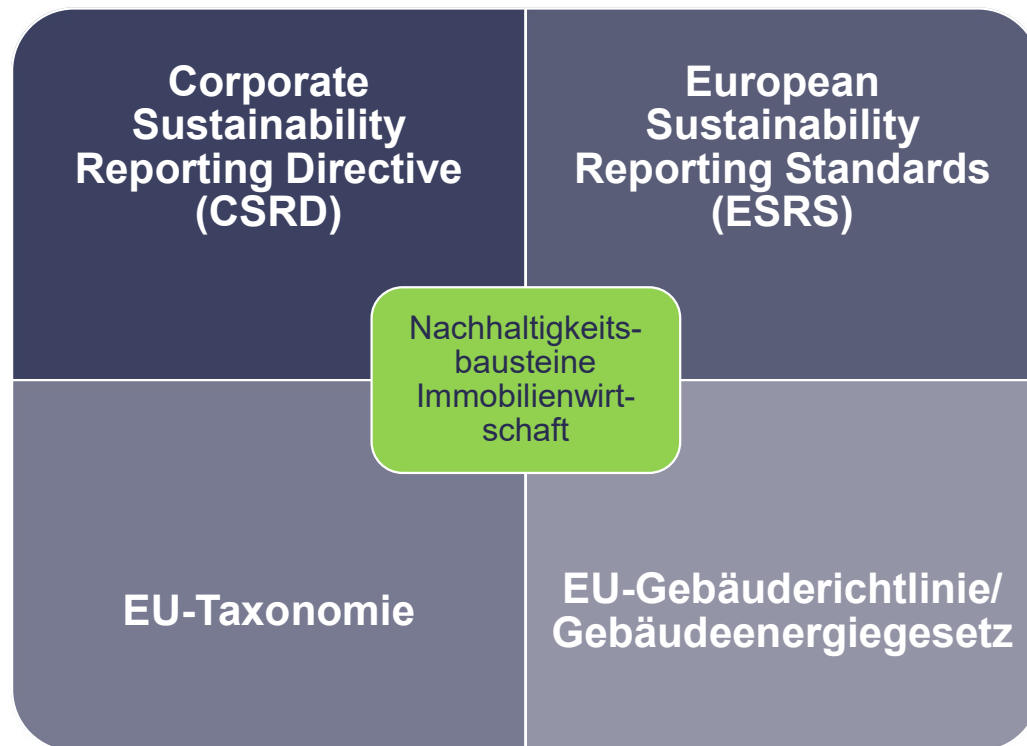 Corporate
Sustainability
Reporting Directive
(CSRD)
European
Sustainability
Reporting Standards
(ESRS)
Nachhaltigkeits-
bausteine
Immobilienwirt-
schaft
EU-Taxonomie
EU-Gebäuderichtlinie/
Gebäudeenergiegesetz